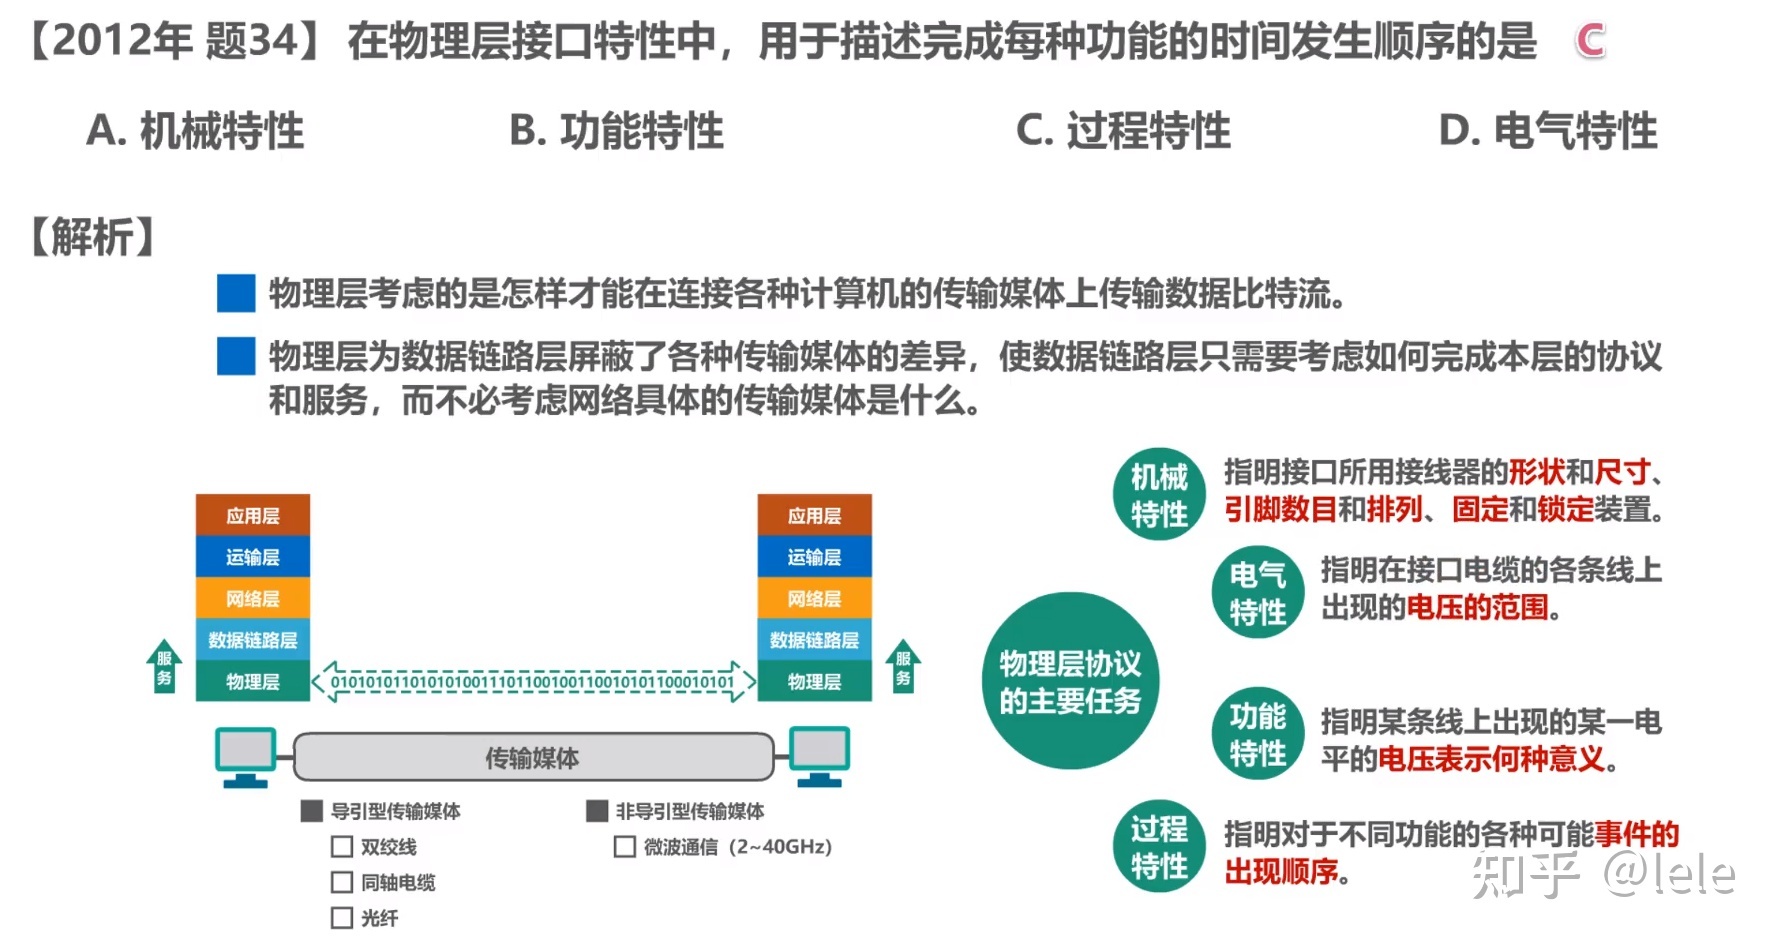 【2012年 题34】 在物理层接口特性中，用于描述完成每种功能的时间发生顺序的是 C
A. 机械特性 B. 功能特性 C. 过程特性 D. 电气特性
【解析】
物理层考虑的是怎样才能在连接各种计算机的传输媒体上传输数据比特流。
物理层为数据链路层屏蔽了各种传输媒体的差异，使数据链路层只需要考虑如何完成本层的协议
和服务，而不必考虑网络具体的传输媒体是什么。
应用层
运输层
网络层
数据链路层
物理层
服务
010101011010101001110110010011001010110001010​1
应用层
运输层
网络层
数据链路层
物理层
服务
传输媒体
导引型传输媒体
双绞线
同轴电缆
光纤
非导引型传输媒体
微波通信（2~40GHz）
物理层协议
的主要任务
机械
特性
指明接口所用接线器的形状和尺寸、
引脚数目和排列、固定和锁定装置。
电气
特性
指明在接口电缆的各条线上
出现的电压的范围。
功能
特性
指明某条线上出现的某一电
平的电压表示何种意义。
过程
特性
指明对于不同功能的各种可能事件的
出现顺序。
知乎 @lele